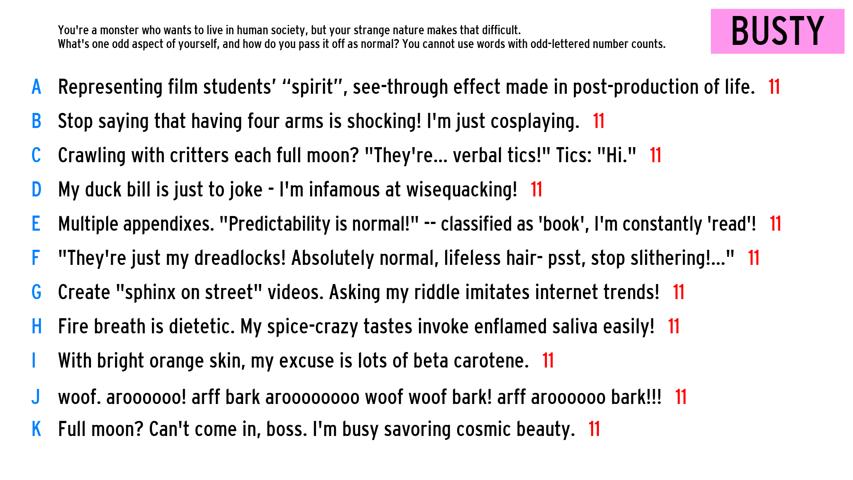 You're a monster who wants to live in human society, but your strange nature makes that difficult.
What's one odd aspect of yourself, and how do you pass it off as normal? You cannot use words with odd-lettered number counts.
BUSTY
A Representing film students’ “spirit”, see-through effect made in post-production of life. 11
B Stop saying that having four arms is shocking! I'm just cosplaying. 11
C Crawling with critters each full moon? "They're... verbal tics!" Tics: "Hi." 11
D My duck bill is just to joke - I'm infamous at wisequacking! 11
E Multiple appendixes. "Predictability is normal!" -- classified as 'book', I'm constantly 'read'! 11
F "They're just my dreadlocks! Absolutely normal, lifeless hair- psst, stop slithering!..." 11
G Create "sphinx on street" videos. Asking my riddle imitates internet trends! 11
H Fire breath is dietetic. My spice-crazy tastes invoke enflamed saliva easily! 11
I With bright orange skin, my excuse is lots of beta carotene. 11
J woof. aroooooo! arff bark aroooooooo woof woof bark! arff aroooooo bark!!! 11
K Full moon? Can't come in, boss. I'm busy savoring cosmic beauty. 11